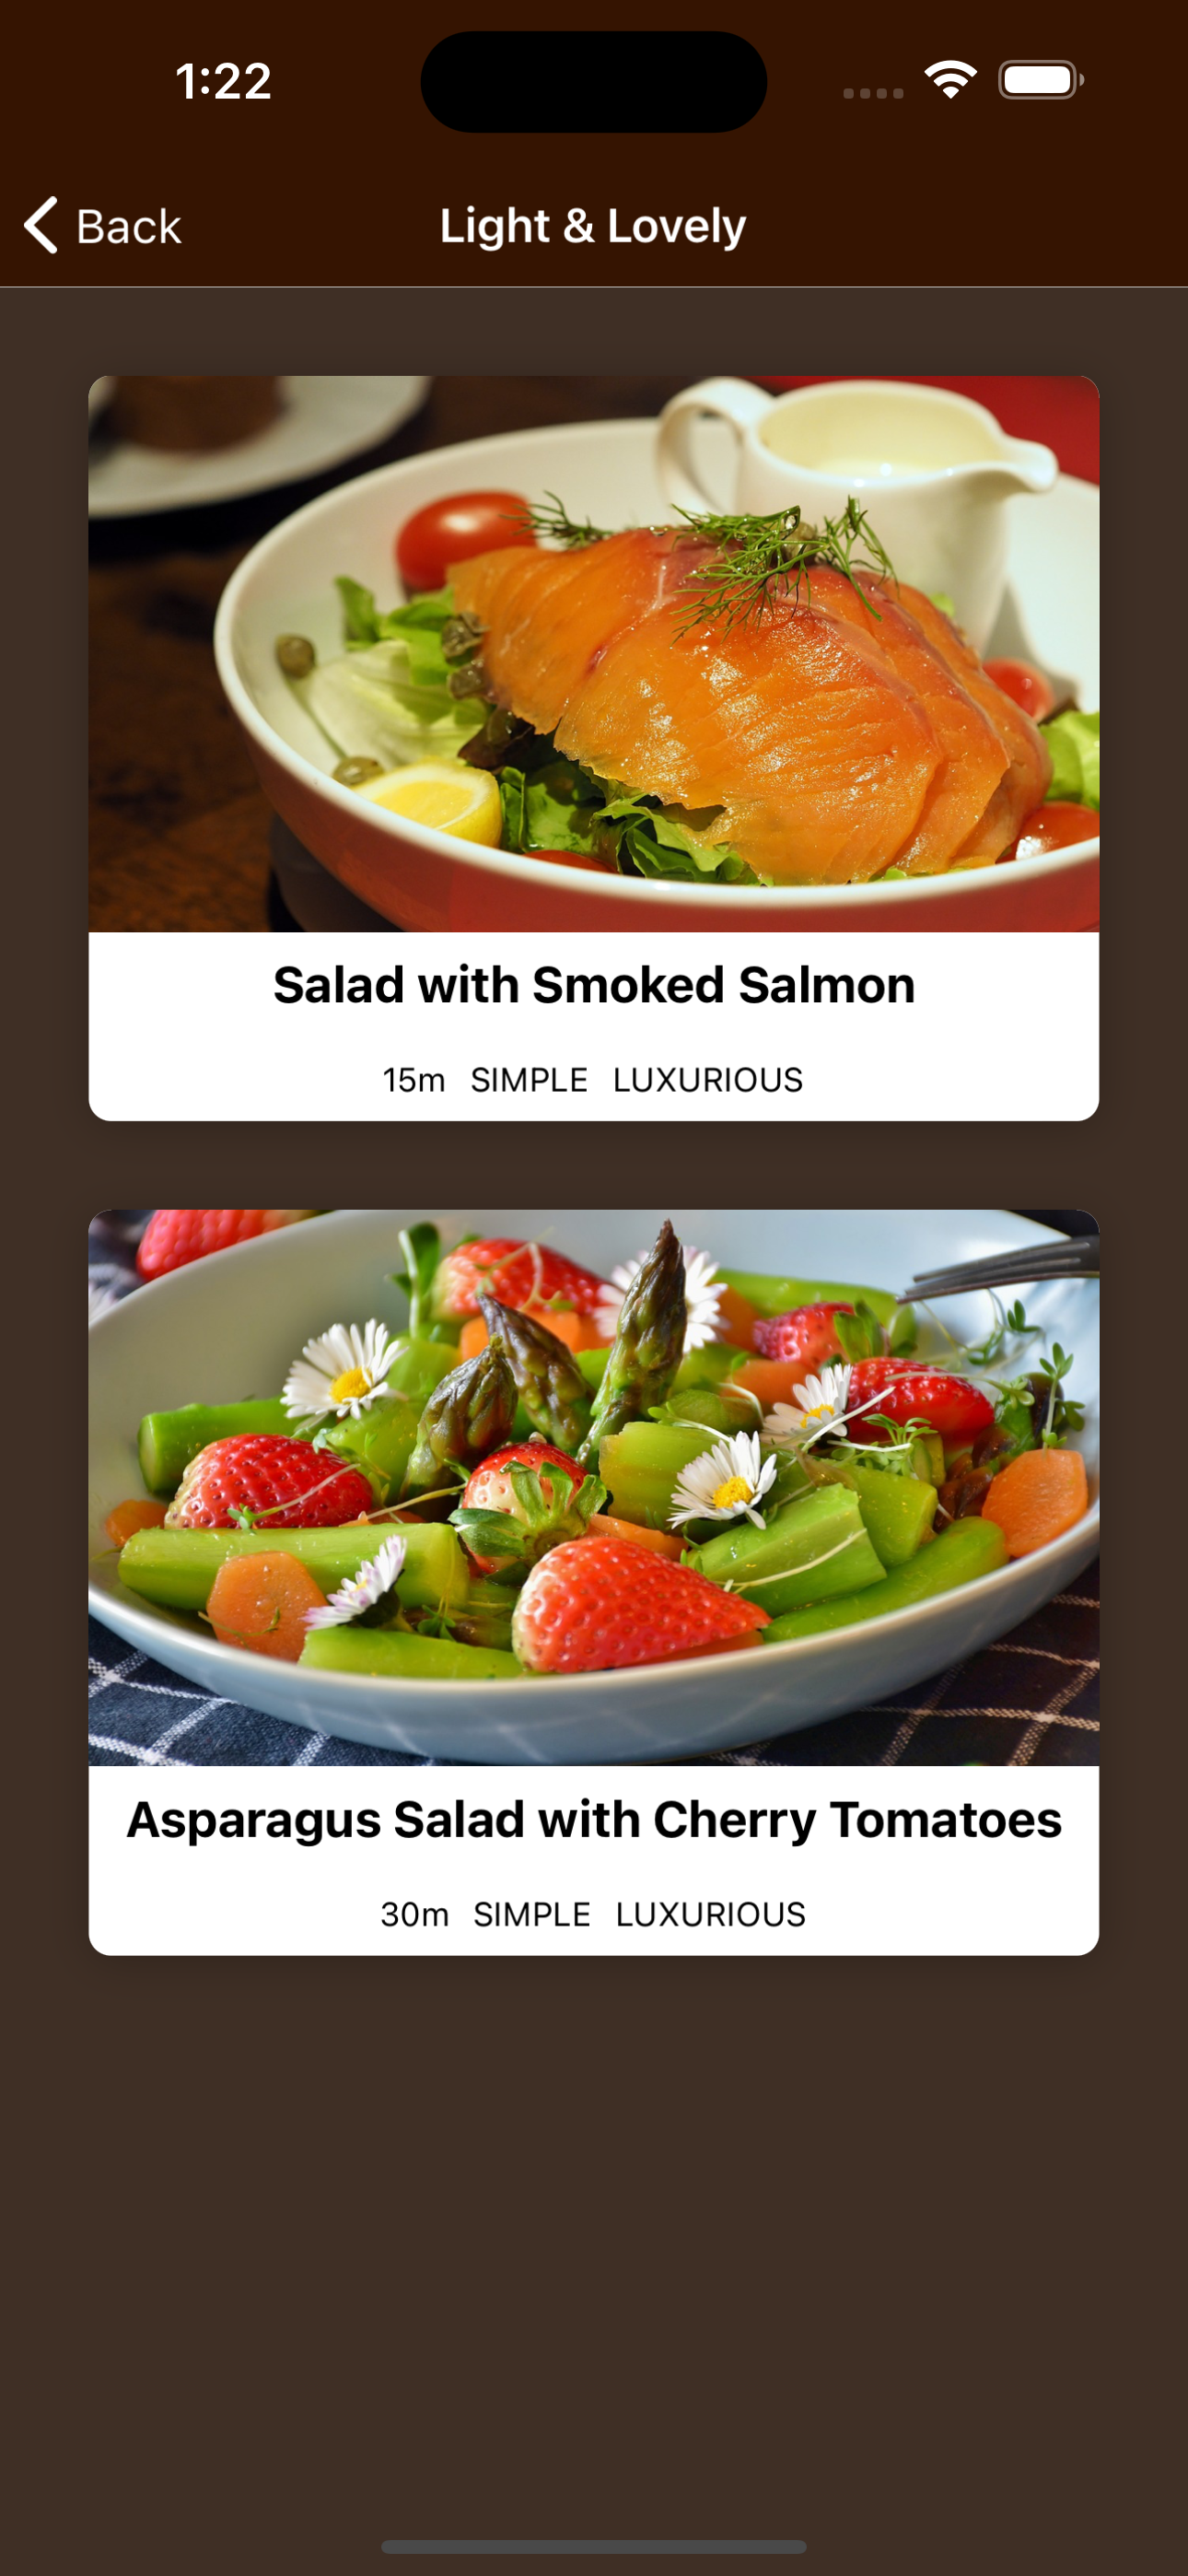 1:22
Back
Light & Lovely
Salad with Smoked Salmon
15m SIMPLE LUXURIOUS
Asparagus Salad with Cherry Tomatoes
30m SIMPLE LUXURIOUS